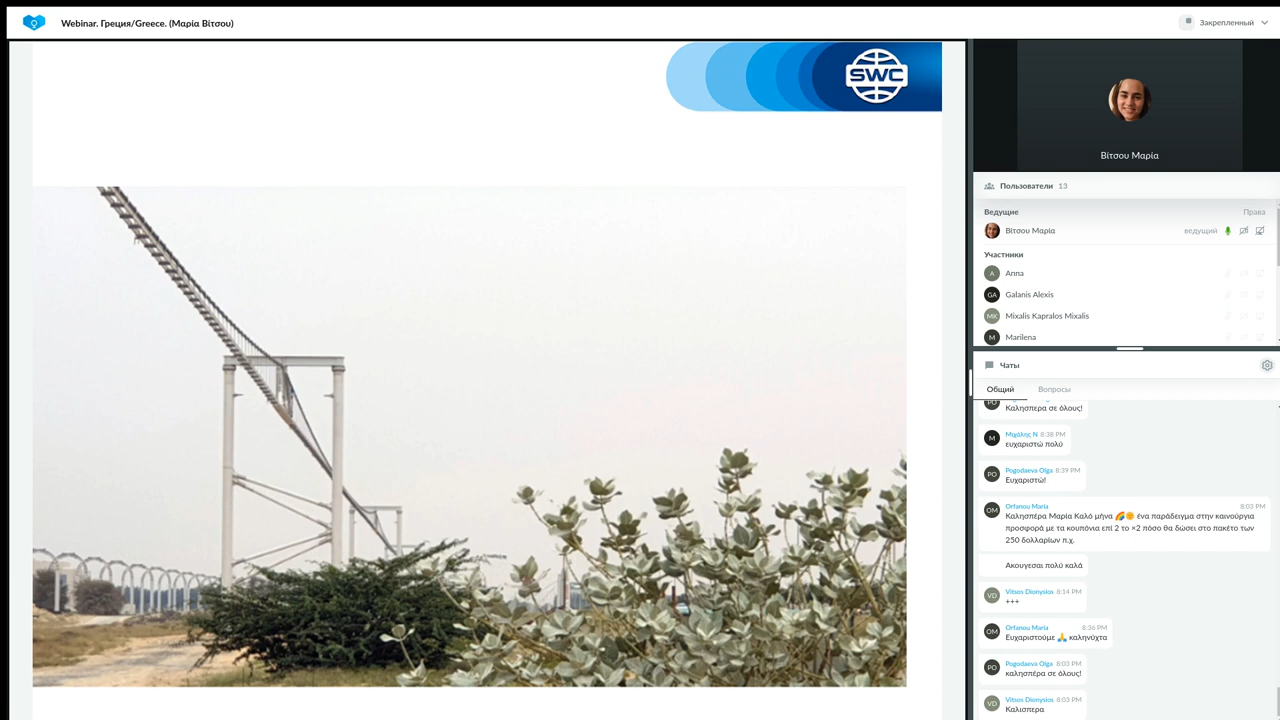 Webinar. Греция/Greece. (Μαρία Βίτσου)
Закрепленный
SWC
Βίτσου Μαρία
Пользователи 13
Ведущие Права
Βίτσου Μαρία ведущий
Участники
A Anna
GA Galanis Alexis
MK Mixalis Kapralos Mixalis
M Marilena
Чаты
Общий Вопросы
Καλησπερα σε όλους!
M Μιχάλης Ν 8:38 PM
ευχαριστώ πολύ
PO Pogodaeva Olga 8:39 PM
Ευχαριστώ!
OM Orfanou Maria 8:03 PM
Καλησπέρα Μαρία Καλό μήνα 🌈🌞 ένα παράδειγμα στην καινούργια
προσφορά με τα κουπόνια επί 2 το ×2 πόσο θα δώσει στο πακέτο των
250 δολλαρίων π.χ.
Ακουγεσαι πολύ καλά
VD Vitsos Dionysios 8:14 PM
+++
OM Orfanou Maria 8:36 PM
Ευχαριστούμε 🙏 καληνύχτα
PO Pogodaeva Olga 8:03 PM
καλησπέρα σε όλους!
VD Vitsos Dionysios 8:03 PM
Καλισπερα